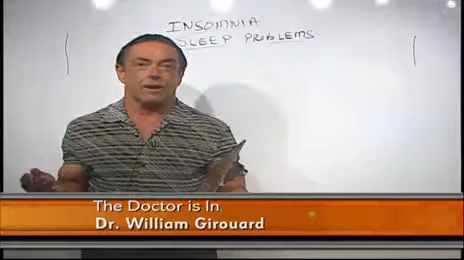 INSOMNIA
SLEEP PROBLEMS
The Doctor is In.
Dr. William Girouard